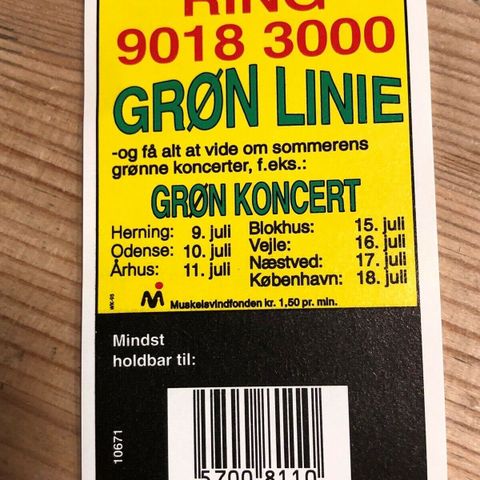 RING
9018 3000
GRØN LINIE
-og få alt at vide om sommerens
grønne koncerter, f.eks.:
GRØN KONCERT
Herning: 9. juli
Odense: 10. juli
Århus: 11. juli
Blokhus: 15. juli
Vejle: 16. juli
Næstved: 17. juli
København: 18. juli
Muskelsvindfonden kr. 1,50 pr. min.
Mindst
holdbar til:
10671
5700 8110